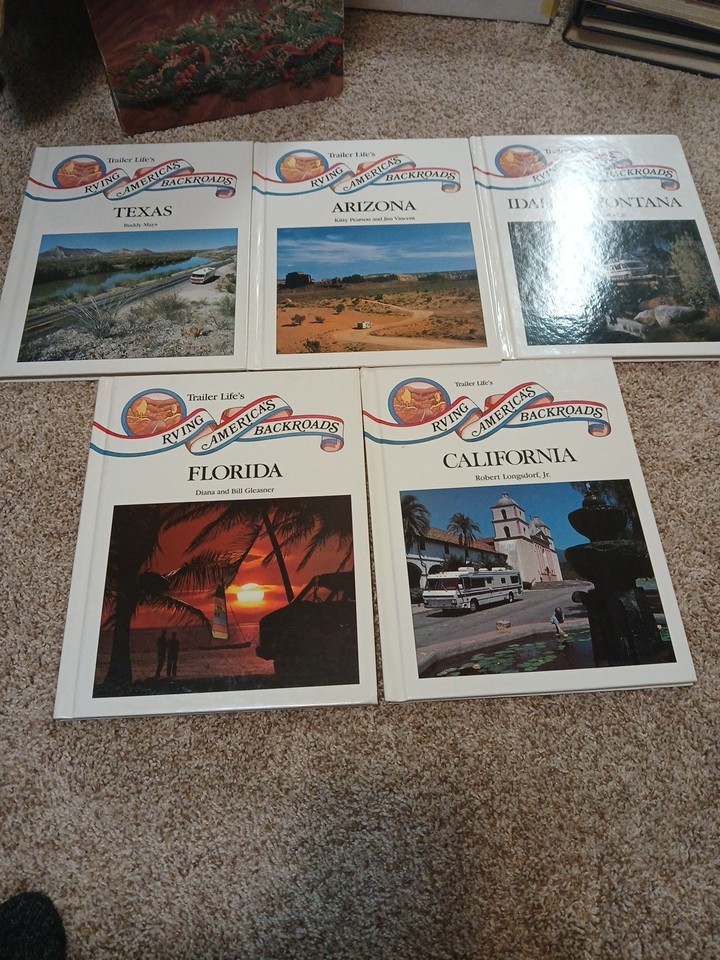 Trailer Life's
RVING AMERICA'S BACKROADS
TEXAS
Buddy Mays
Trailer Life's
RVING AMERICA'S BACKROADS
ARIZONA
Kitty Pearson and Jim Vincent
Trailer
RVING BACKROADS
Trailer Life's
RVING AMERICA'S BACKROADS
FLORIDA
Diana and Bill Gleasner
Trailer Life's
RVING AMERICA'S BACKROADS
CALIFORNIA
Robert Longsdorf, Jr.